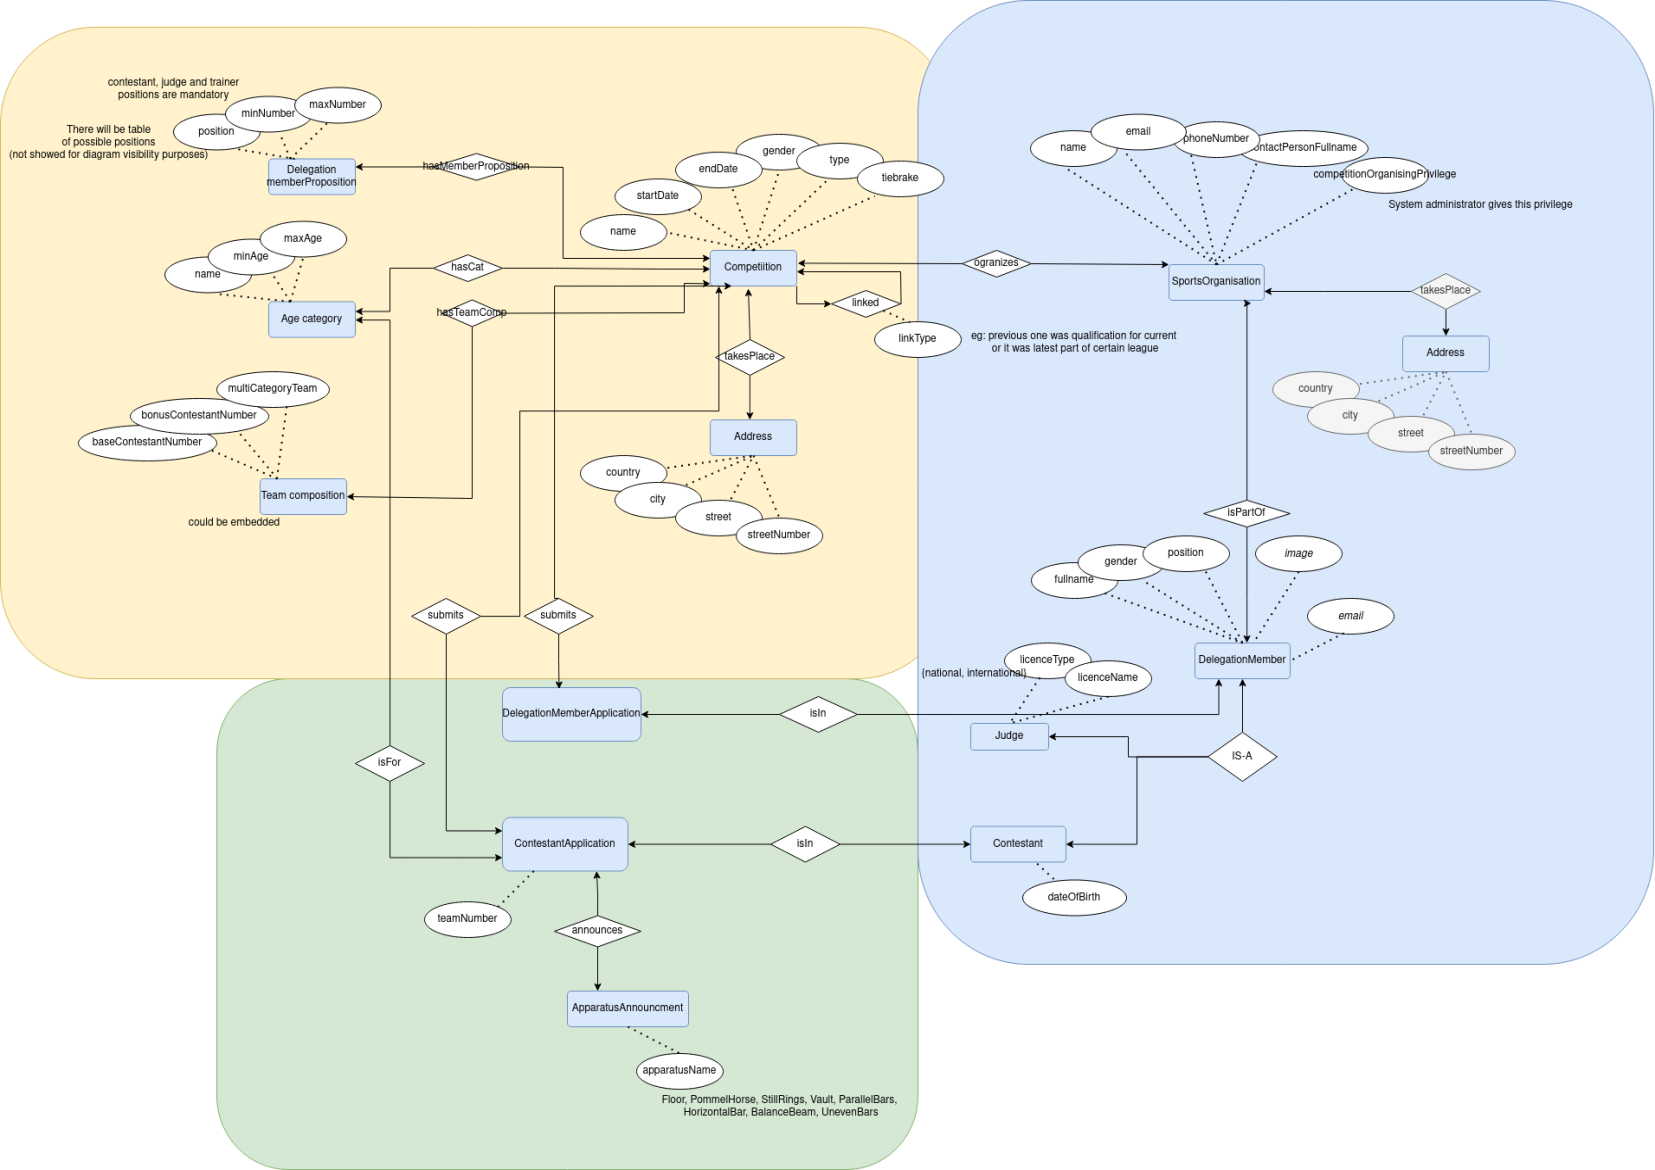 contestant, judge and trainer
positions are mandatory
There will be table
of possible positions
(not showed for diagram visibility purposes)
position
minNumber
maxNumber
Delegation
memberProposition
hasMemberProposition
name
minAge
maxAge
Age category
hasCat
hasTeamComp
baseContestantNumber
bonusContestantNumber
multiCategoryTeam
Team composition
could be embedded
name
startDate
endDate
gender
type
tiebrake
Competiition
ogranizes
linked
linkType
eg: previous one was qualification for current
or it was latest part of certain league
takesPlace
Address
country
city
street
streetNumber
submits
submits
name
email
phoneNumber
ontactPersonFullname
competitionOrganisingPrivilege
System administrator gives this privilege
SportsOrganisation
takesPlace
Address
country
city
street
streetNumber
isPartOf
fullname
gender
position
image
email
DelegationMember
{national, international}
licenceType
licenceName
Judge
IS-A
Contestant
dateOfBirth
DelegationMemberApplication
isIn
isFor
ContestantApplication
isIn
teamNumber
announces
ApparatusAnnouncment
apparatusName
Floor, PommelHorse, StillRings, Vault, ParallelBars,
HorizontalBar, BalanceBeam, UnevenBars